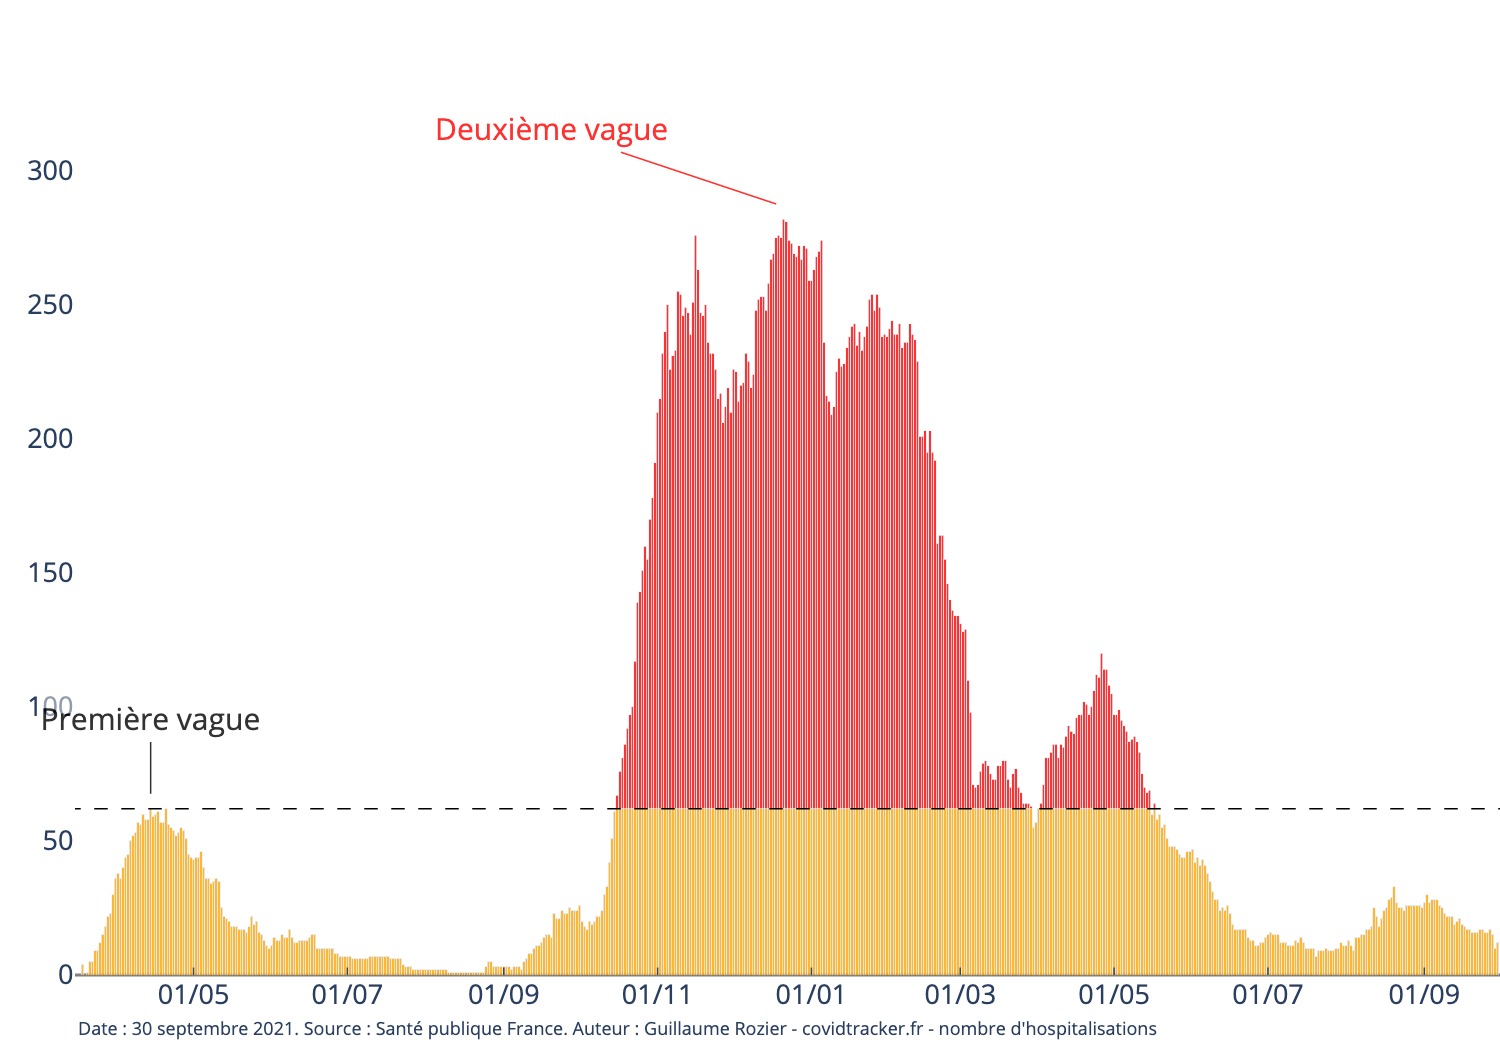 Deuxième vague
300
250
200
150
100
Première vague
50
0
01/05 01/07 01/09 01/11 01/01 01/03 01/05 01/07 01/09
Date : 30 septembre 2021. Source : Santé publique France. Auteur : Guillaume Rozier - covidtracker.fr - nombre d'hospitalisations